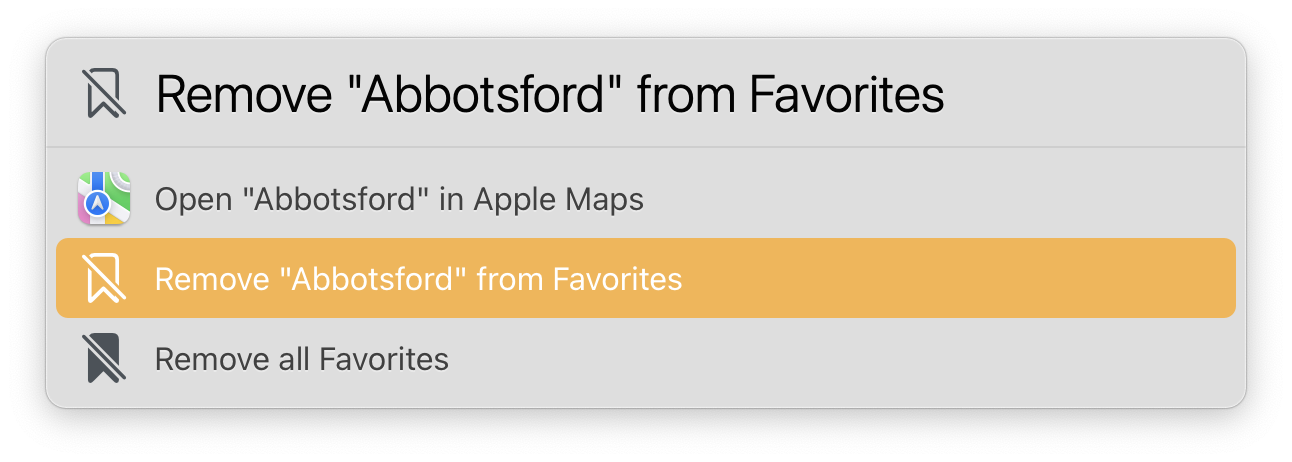 Remove "Abbotsford" from Favorites
Open "Abbotsford" in Apple Maps
Remove "Abbotsford" from Favorites
Remove all Favorites